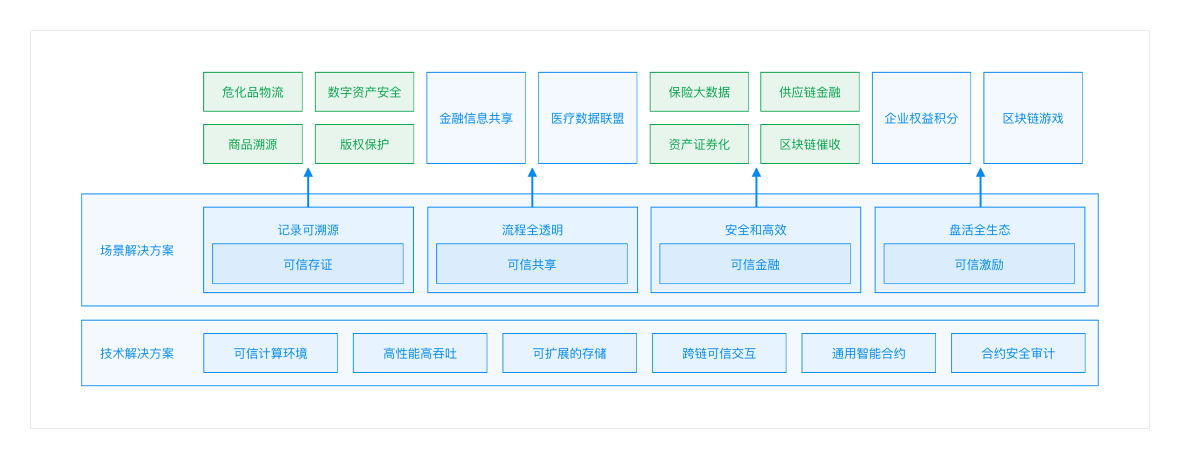 危化品物流
数字资产安全
商品溯源
版权保护
金融信息共享
医疗数据联盟
保险大数据
供应链金融
资产证券化
区块链催收
企业权益积分
区块链游戏
场景解决方案
记录可溯源
可信存证
流程全透明
可信共享
安全和高效
可信金融
盘活全生态
可信激励
技术解决方案
可信计算环境
高性能高吞吐
可扩展的存储
跨链可信交互
通用智能合约
合约安全审计